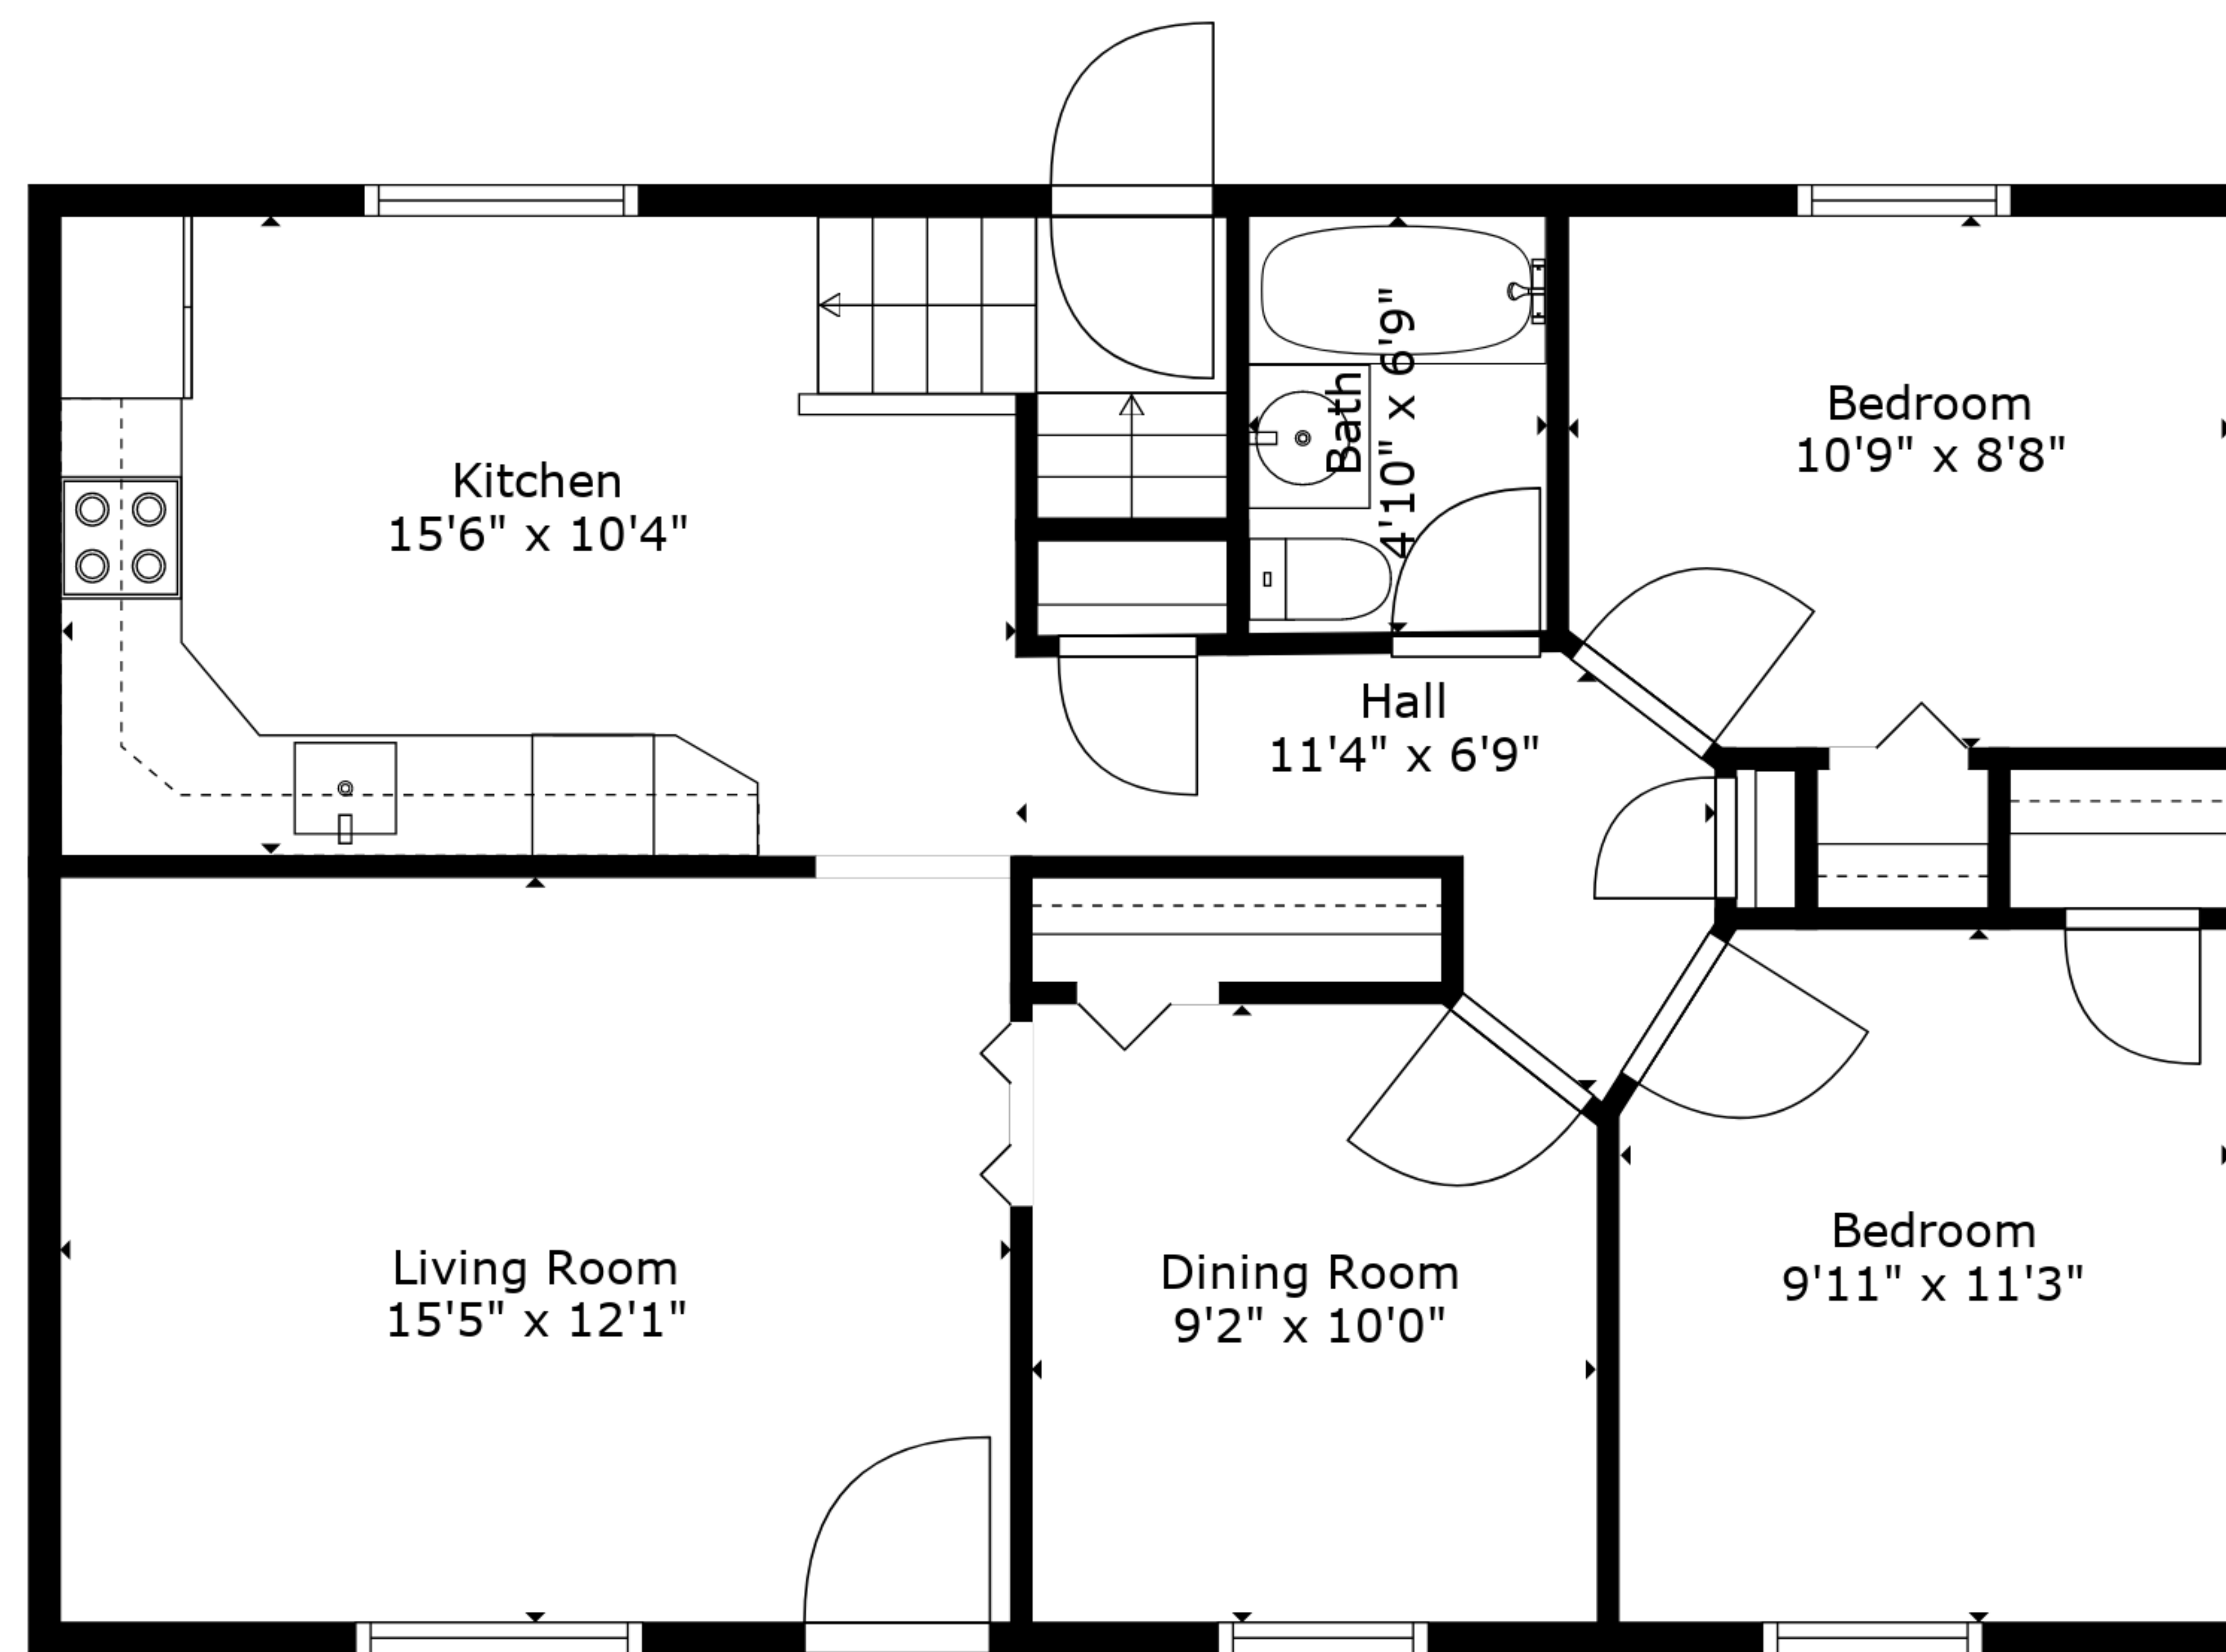 Kitchen
15'6" x 10'4"
Bath
4'10" x 6'9"
Bedroom
10'9" x 8'8"
Hall
11'4" x 6'9"
Living Room
15'5" x 12'1"
Dining Room
9'2" x 10'0"
Bedroom
9'11" x 11'3"